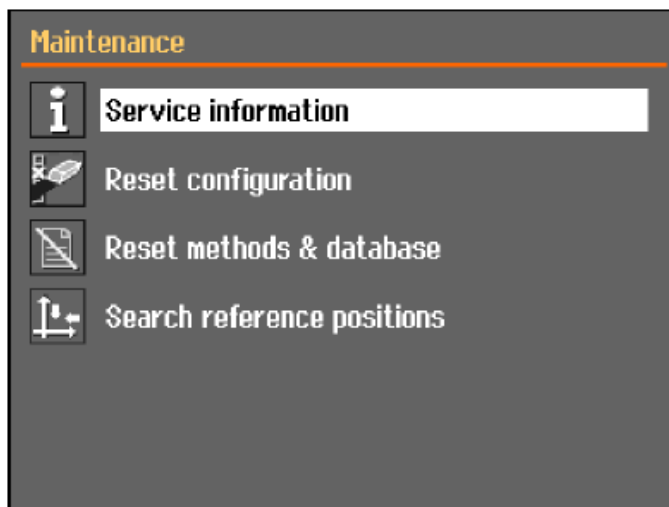 Maintenance
Service information
Reset configuration
Reset methods & database
Search reference positions